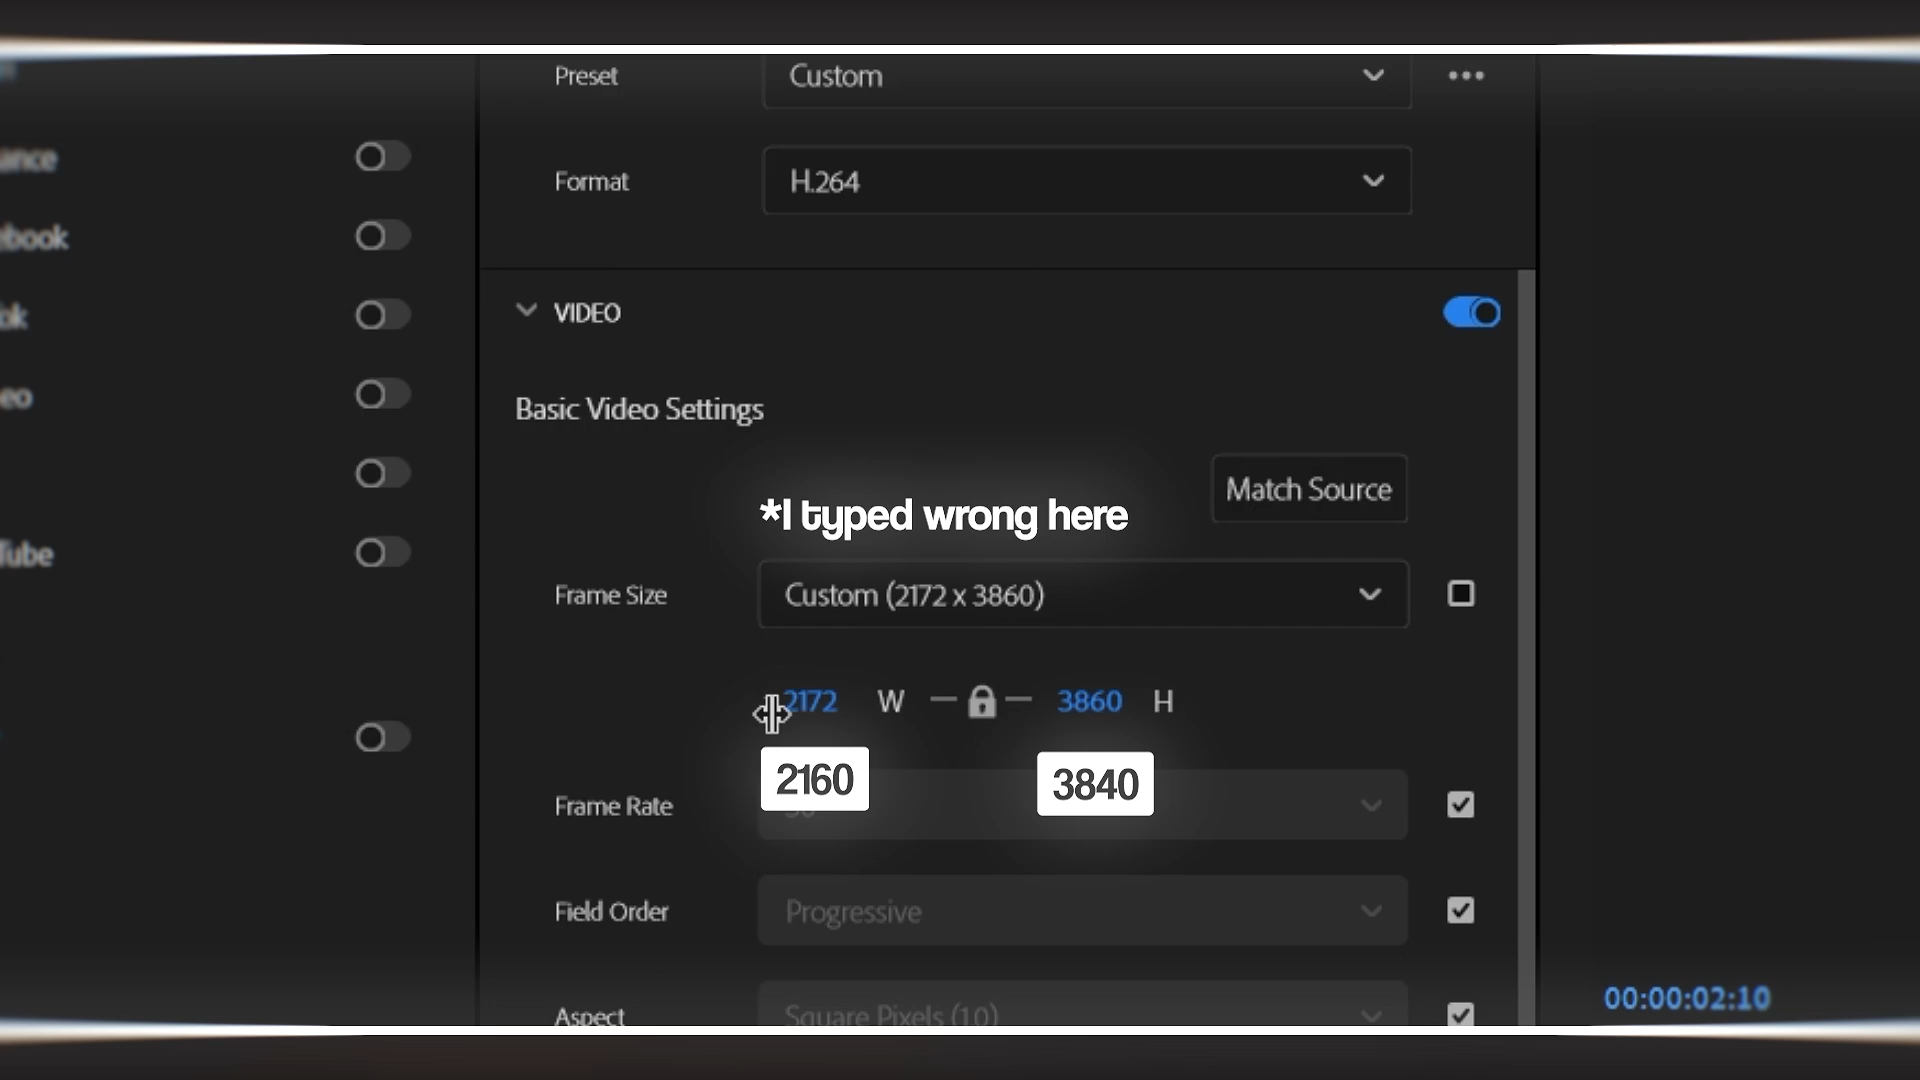 Preset Custom
Format H.264
VIDEO
Basic Video Settings
Match Source
*I typed wrong here
Frame Size Custom (2172 x 3860)
2172 W 3860 H
2160 3840
Frame Rate
Field Order Progressive
Aspect Square Pixels (1.0)
00:00:02:10